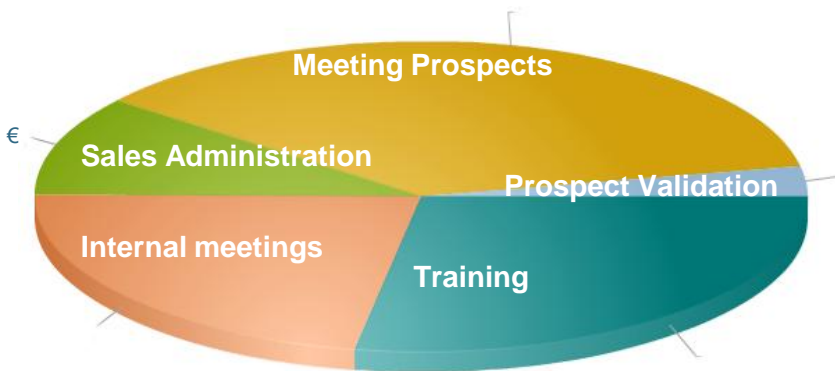 Meeting Prospects
€
Sales Administration
Prospect Validation
Internal meetings
Training